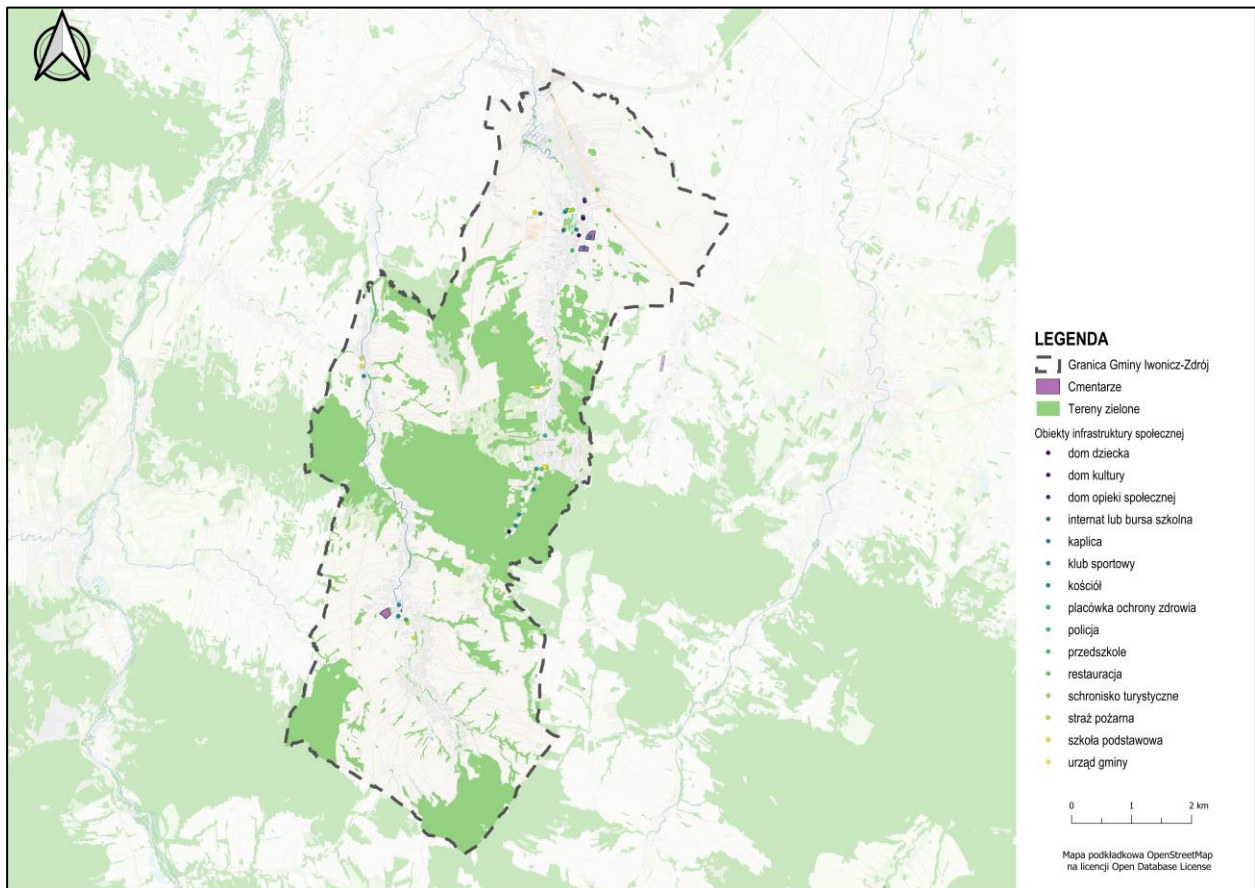 LEGENDA
Granica Gminy Iwonicz-Zdrój
Cmentarze
Tereny zielone
Obiekty infrastruktury społecznej
dom dziecka
dom kultury
dom opieki społecznej
internat lub bursa szkolna
kaplica
klub sportowy
kościół
placówka ochrony zdrowia
policja
przedszkole
restauracja
schronisko turystyczne
straż pożarna
szkoła podstawowa
urząd gminy
0 1 2 km
Mapa podkładkowa OpenStreetMap
na licencji Open Database License